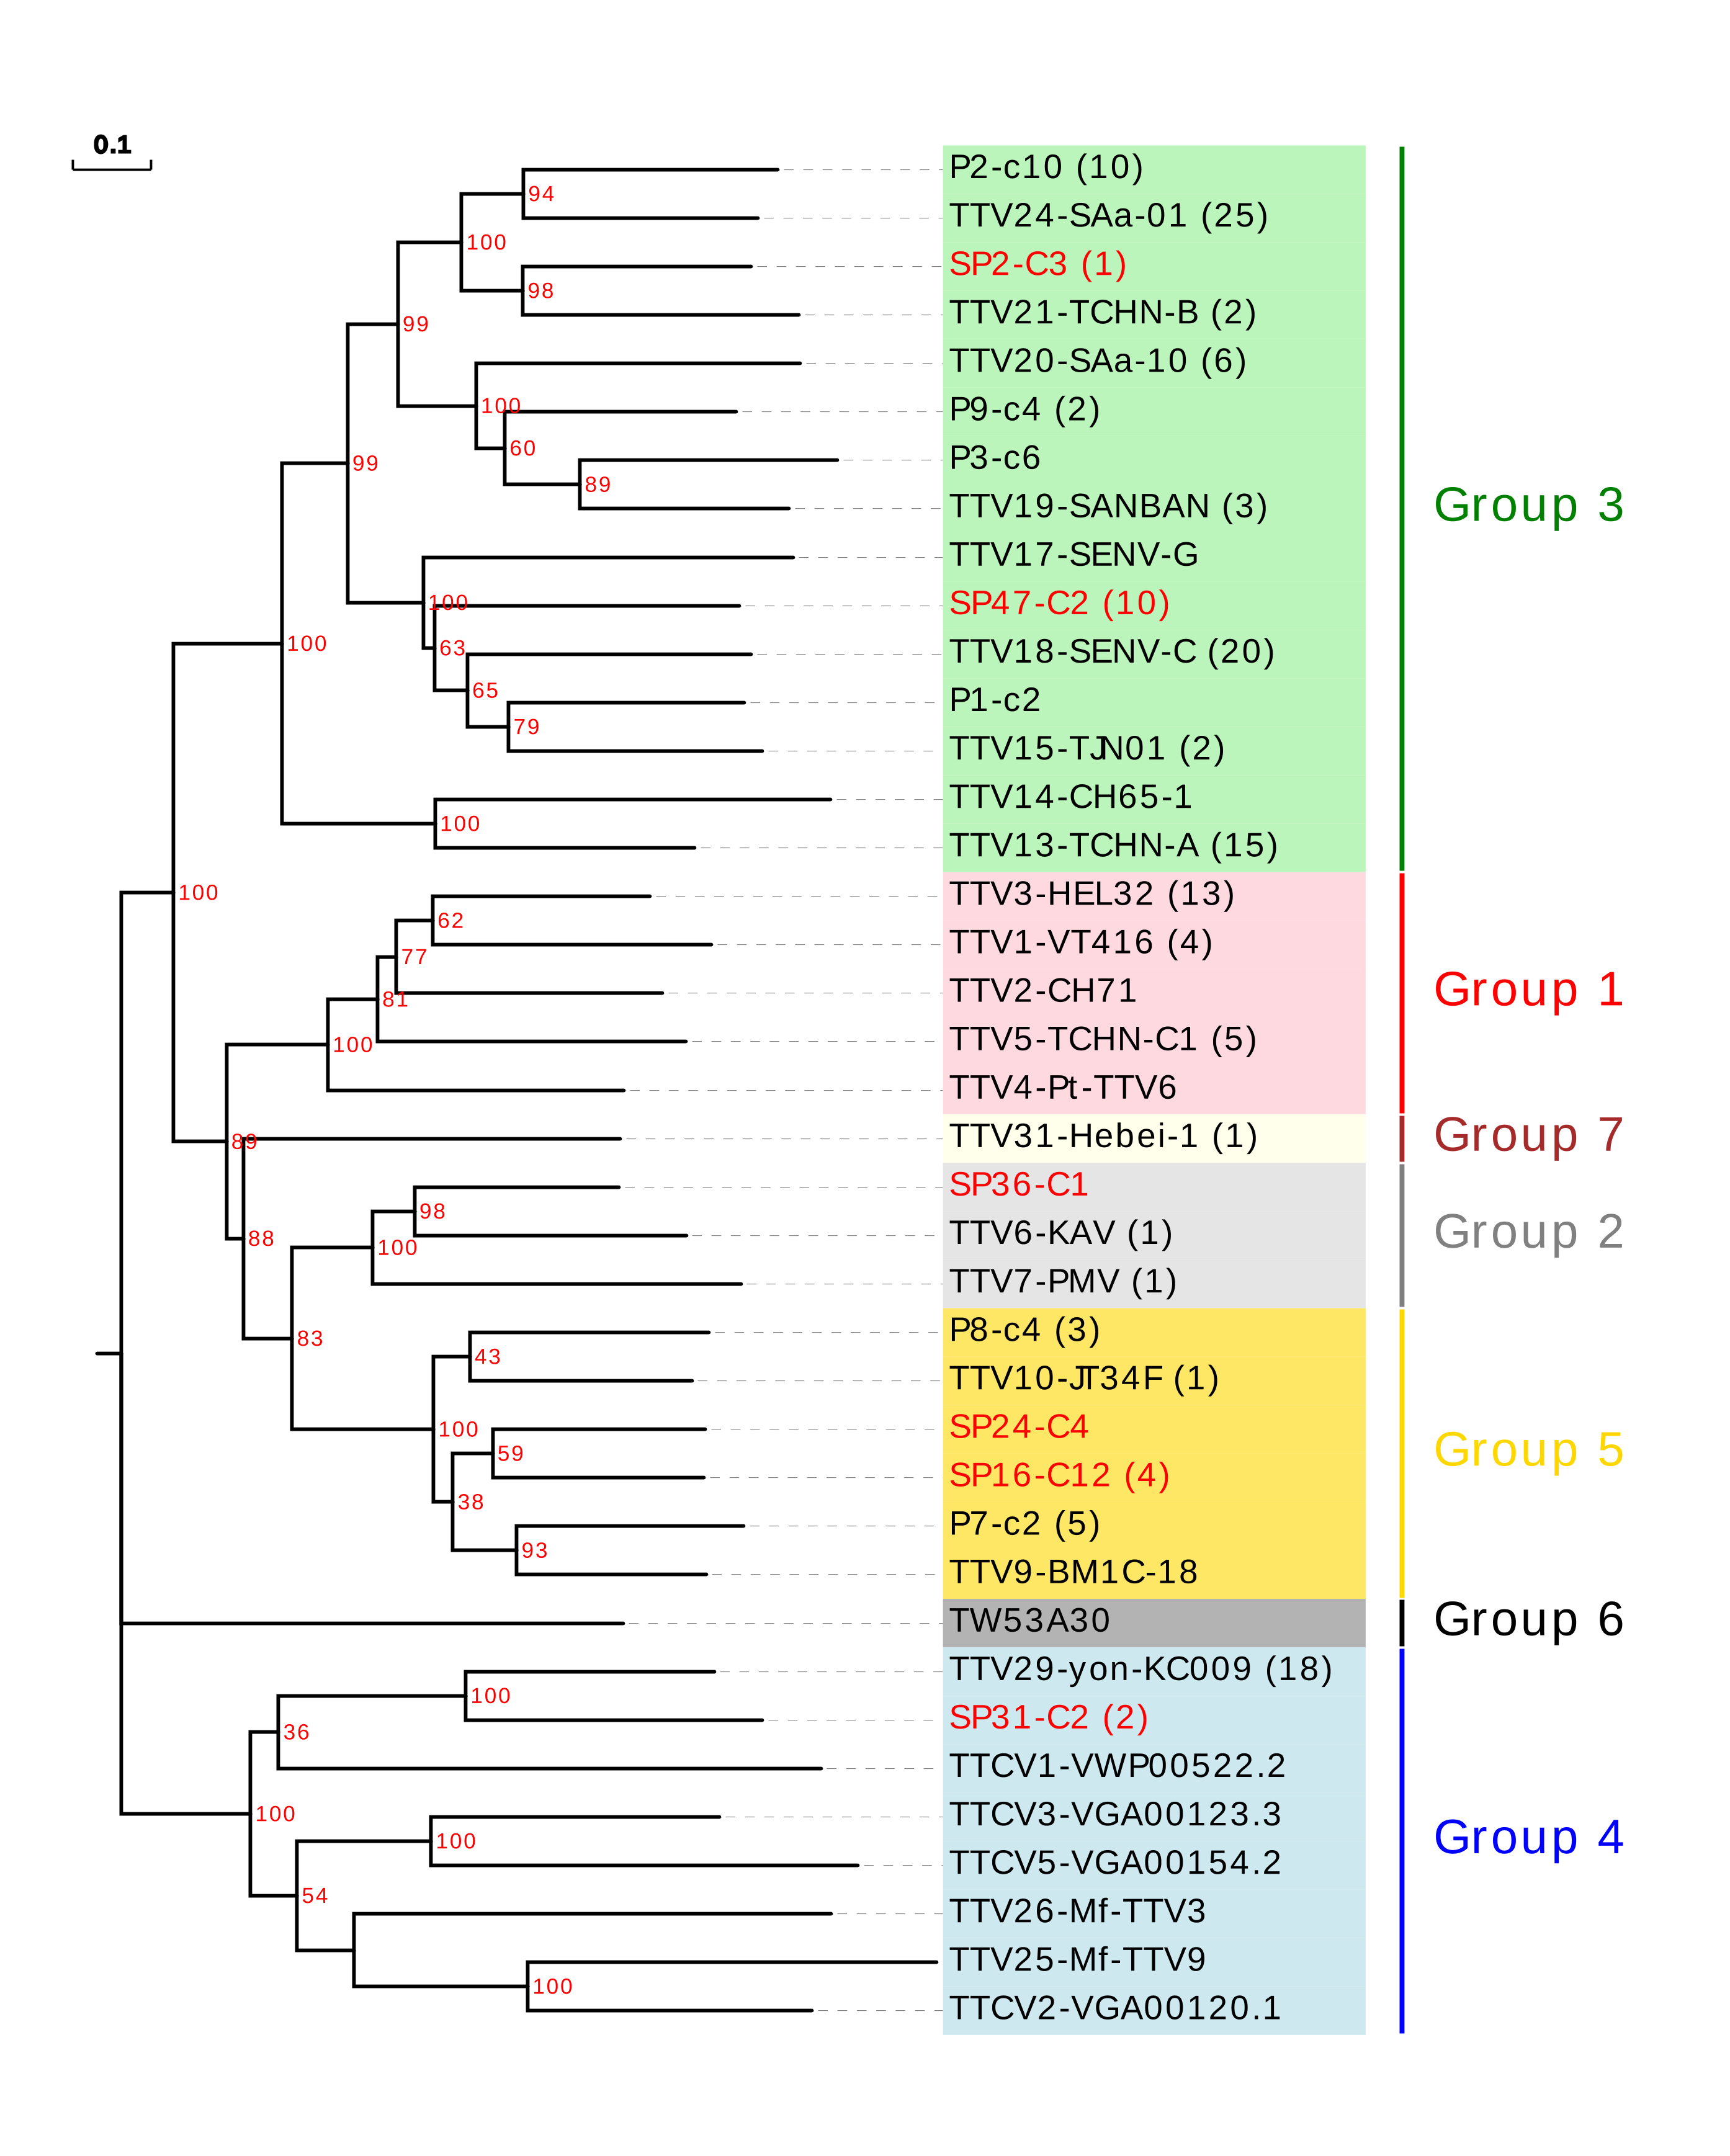 0.1
P2-c10 (10)
94
TTV24-SAa-01 (25)
100
SP2-C3 (1)
98
TTV21-TCHN-B (2)
99
TTV20-SAa-10 (6)
100
P9-c4 (2)
60
P3-c6
99
89
TTV19-SANBAN (3)
Group 3
TTV17-SENV-G
100
SP47-C2 (10)
100
63
TTV18-SENV-C (20)
65
P1-c2
79
TTV15-TJN01 (2)
TTV14-CH65-1
100
TTV13-TCHN-A (15)
100
TTV3-HEL32 (13)
62
TTV1-VT416 (4)
77
TTV2-CH71
Group 1
81
TTV5-TCHN-C1 (5)
100
TTV4-Pt-TTV6
89
TTV31-Hebei-1 (1)
Group 7
SP36-C1
98
88
TTV6-KAV (1)
Group 2
100
TTV7-PMV (1)
83
P8-c4 (3)
43
TTV10-JT34F (1)
100
SP24-C4
Group 5
59
SP16-C12 (4)
38
P7-c2 (5)
93
TTV9-BM1C-18
TW53A30
Group 6
TTV29-yon-KC009 (18)
100
SP31-C2 (2)
36
TTCV1-VWP00522.2
100
TTCV3-VGA00123.3
Group 4
100
TTCV5-VGA00154.2
54
TTV26-Mf-TTV3
TTV25-Mf-TTV9
100
TTCV2-VGA00120.1